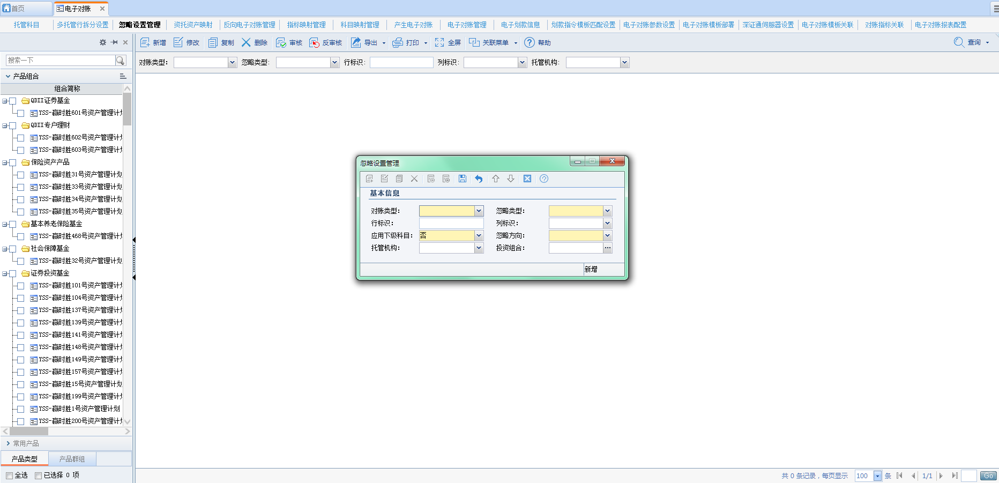 首页
电子对账
托管科目
多托管行拆分设置
忽略设置管理
资托资产映射
反向电子对账管理
指标映射管理
科目映射管理
产生电子对账
电子对账管理
电子划款信息
划款指令模板匹配设置
电子对账参数设置
电子对账模板部署
深证通伺服器设置
电子对账模板关联
对账指标关联
电子对账报表配置
新增
修改
复制
删除
审核
反审核
导出
打印
全屏
关联菜单
帮助
查询
搜索一下
对账类型：
忽略类型：
行标识：
列标识：
托管机构：
产品组合
组合简称
QDII证券基金
YSS-赢时胜601号资产管理计划
QDII专户理财
YSS-赢时胜602号资产管理计划
YSS-赢时胜603号资产管理计划
保险资产产品
YSS-赢时胜31号资产管理计划
YSS-赢时胜33号资产管理计划
YSS-赢时胜34号资产管理计划
YSS-赢时胜35号资产管理计划
基本养老保险基金
YSS-赢时胜468号资产管理计划
社会保障基金
YSS-赢时胜32号资产管理计划
证券投资基金
YSS-赢时胜101号资产管理计划
YSS-赢时胜104号资产管理计划
YSS-赢时胜137号资产管理计划
YSS-赢时胜139号资产管理计划
YSS-赢时胜141号资产管理计划
YSS-赢时胜148号资产管理计划
YSS-赢时胜149号资产管理计划
YSS-赢时胜157号资产管理计划
YSS-赢时胜15号资产管理计划
YSS-赢时胜199号资产管理计划
YSS-赢时胜1号资产管理计划
YSS-赢时胜200号资产管理计划
常用产品
产品类型
产品群组
全选
已选择 0 项
忽略设置管理
基本信息
对账类型：
忽略类型：
行标识：
列标识：
应用下级科目：
否
忽略方向：
托管机构：
投资组合：
新增
共 0 条记录，每页显示
100
条
1/1
Go